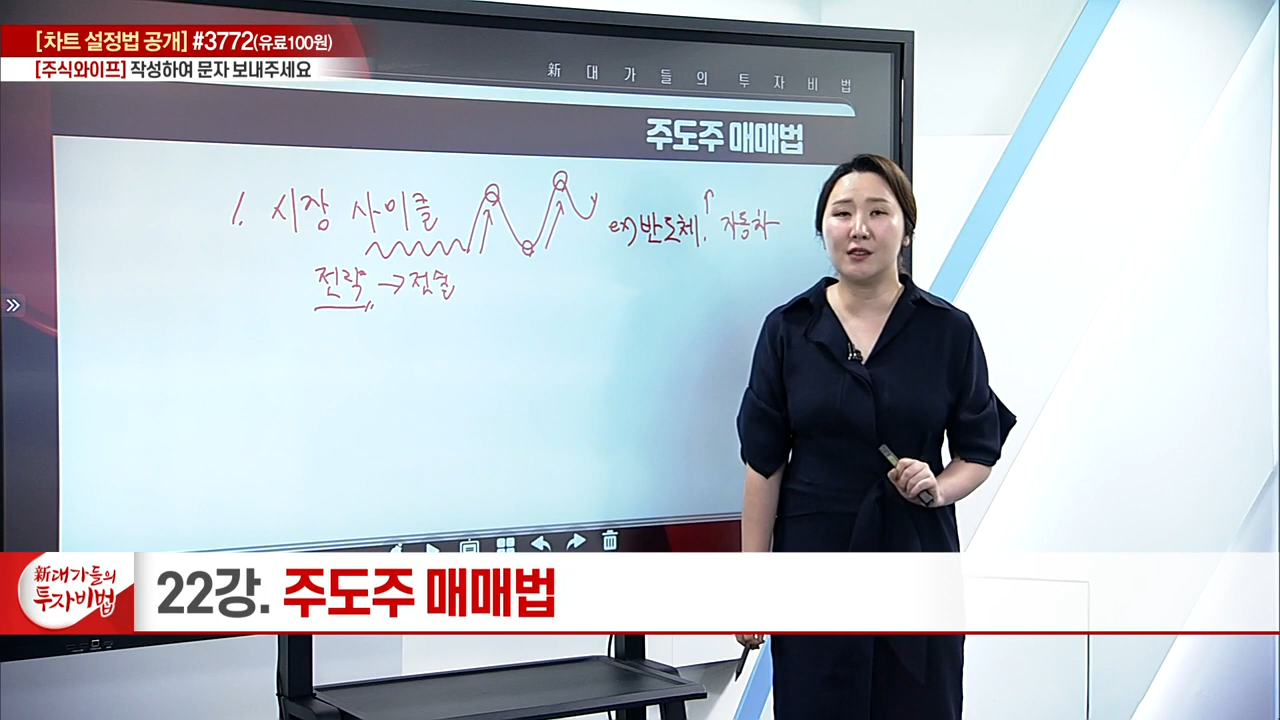 [차트 설정법 공개] #3772(유료100원)
[주식와이프] 작성하여 문자 보내주세요
新 대 가 들 의 투 자 비 법
주도주 매매법
1. 시장 사이클
ex) 반도체, 자동차
전략 → 전술
新대가들의
투자비법
22강. 주도주 매매법